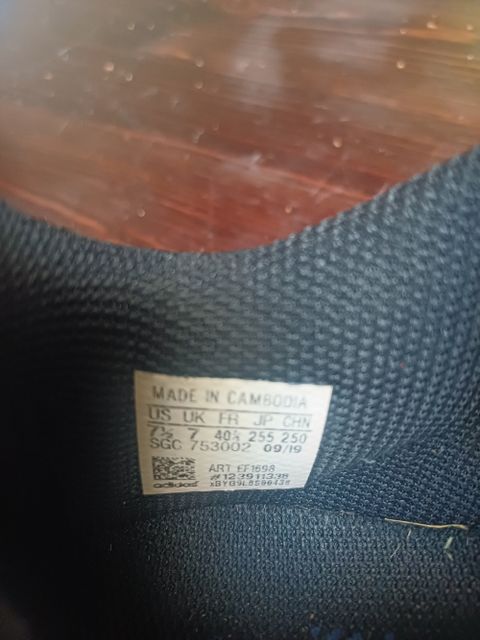 MADE IN CAMBODIA
US UK FR JP CHN
7½ 7 40⅔ 255 250
SGC 753002 09/19
ART EF1698
#123911338
adidas